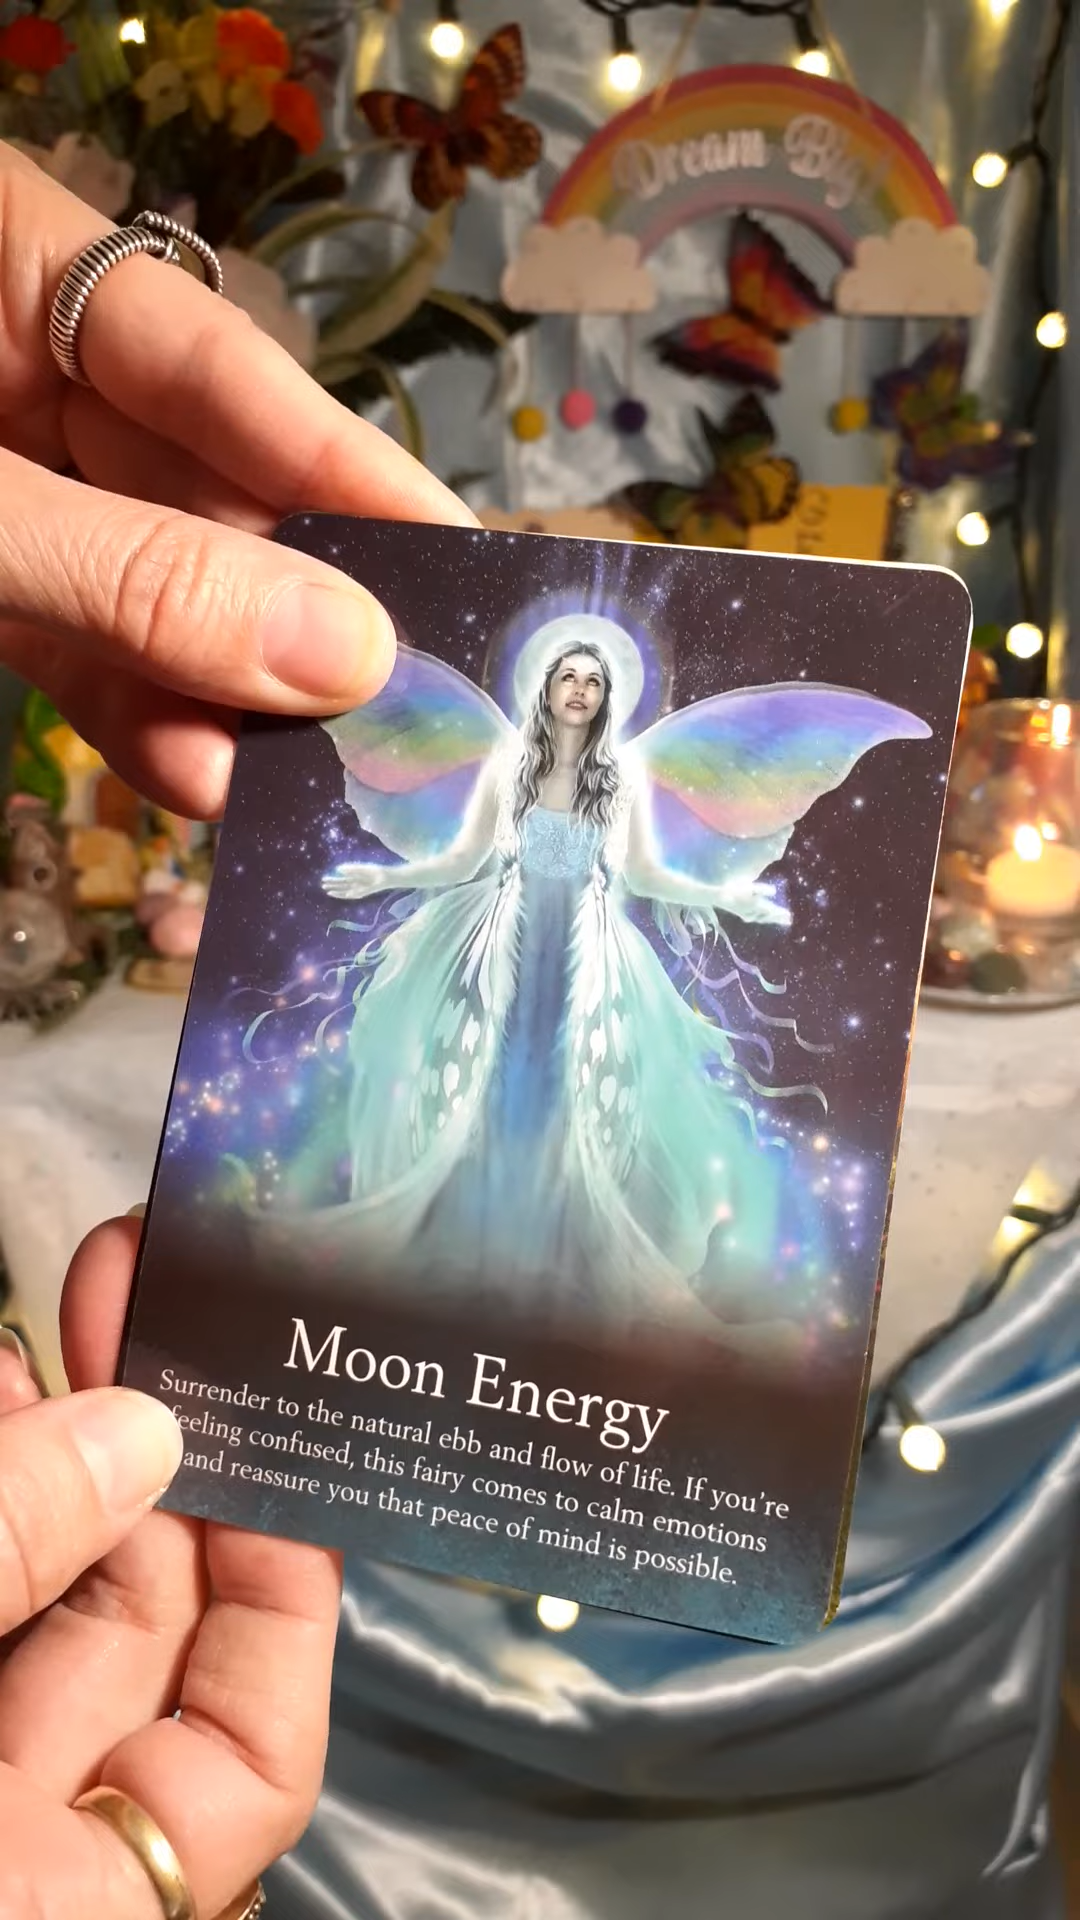 Dream Big
Moon Energy
Surrender to the natural ebb and flow of life. If you're
feeling confused, this fairy comes to calm emotions
and reassure you that peace of mind is possible.